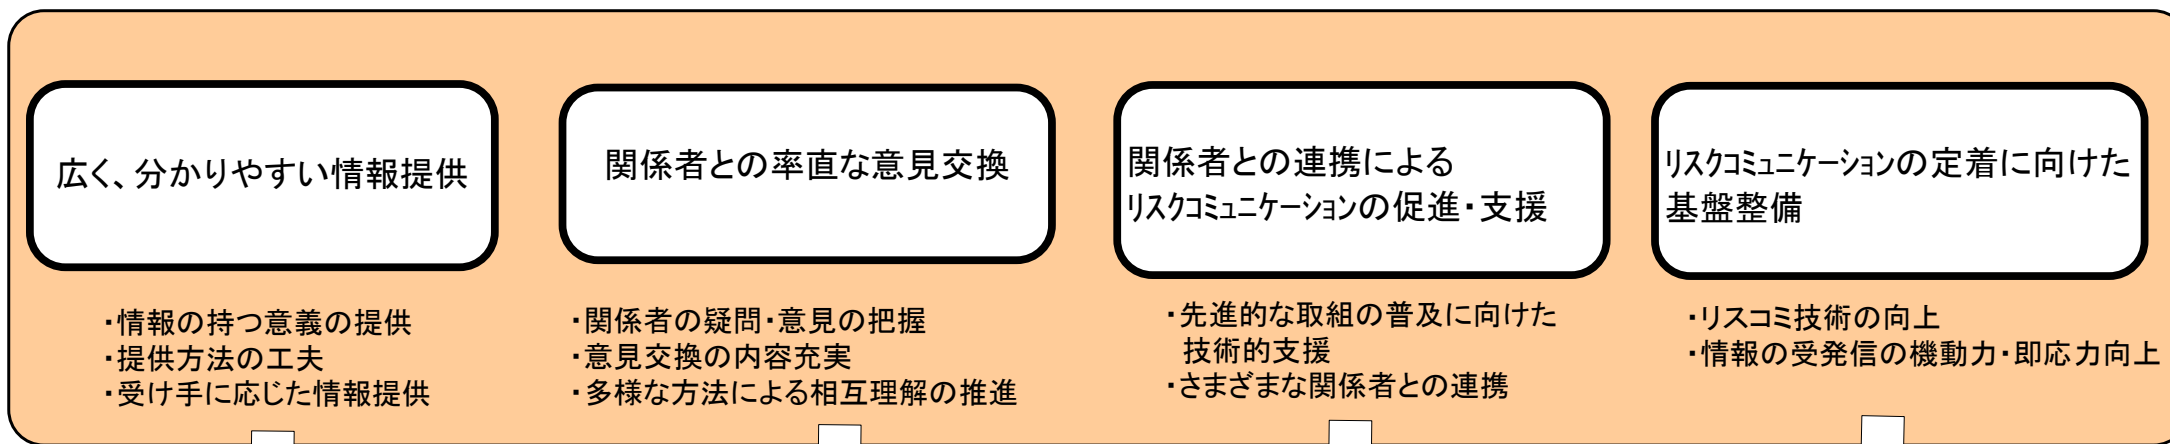 広く、分かりやすい情報提供
・情報の持つ意義の提供
・提供方法の工夫
・受け手に応じた情報提供
関係者との率直な意見交換
・関係者の疑問・意見の把握
・意見交換の内容充実
・多様な方法による相互理解の推進
関係者との連携による
ﾘｽｸｺﾐｭﾆｹｰｼｮﾝの促進・支援
・先進的な取組の普及に向けた
技術的支援
・さまざまな関係者との連携
ﾘｽｸｺﾐｭﾆｹｰｼｮﾝの定着に向けた
基盤整備
・リスコミ技術の向上
・情報の受発信の機動力・即応力向上